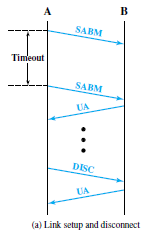 A B
SABM
Timeout
SABM
UA
DISC
UA
(a) Link setup and disconnect